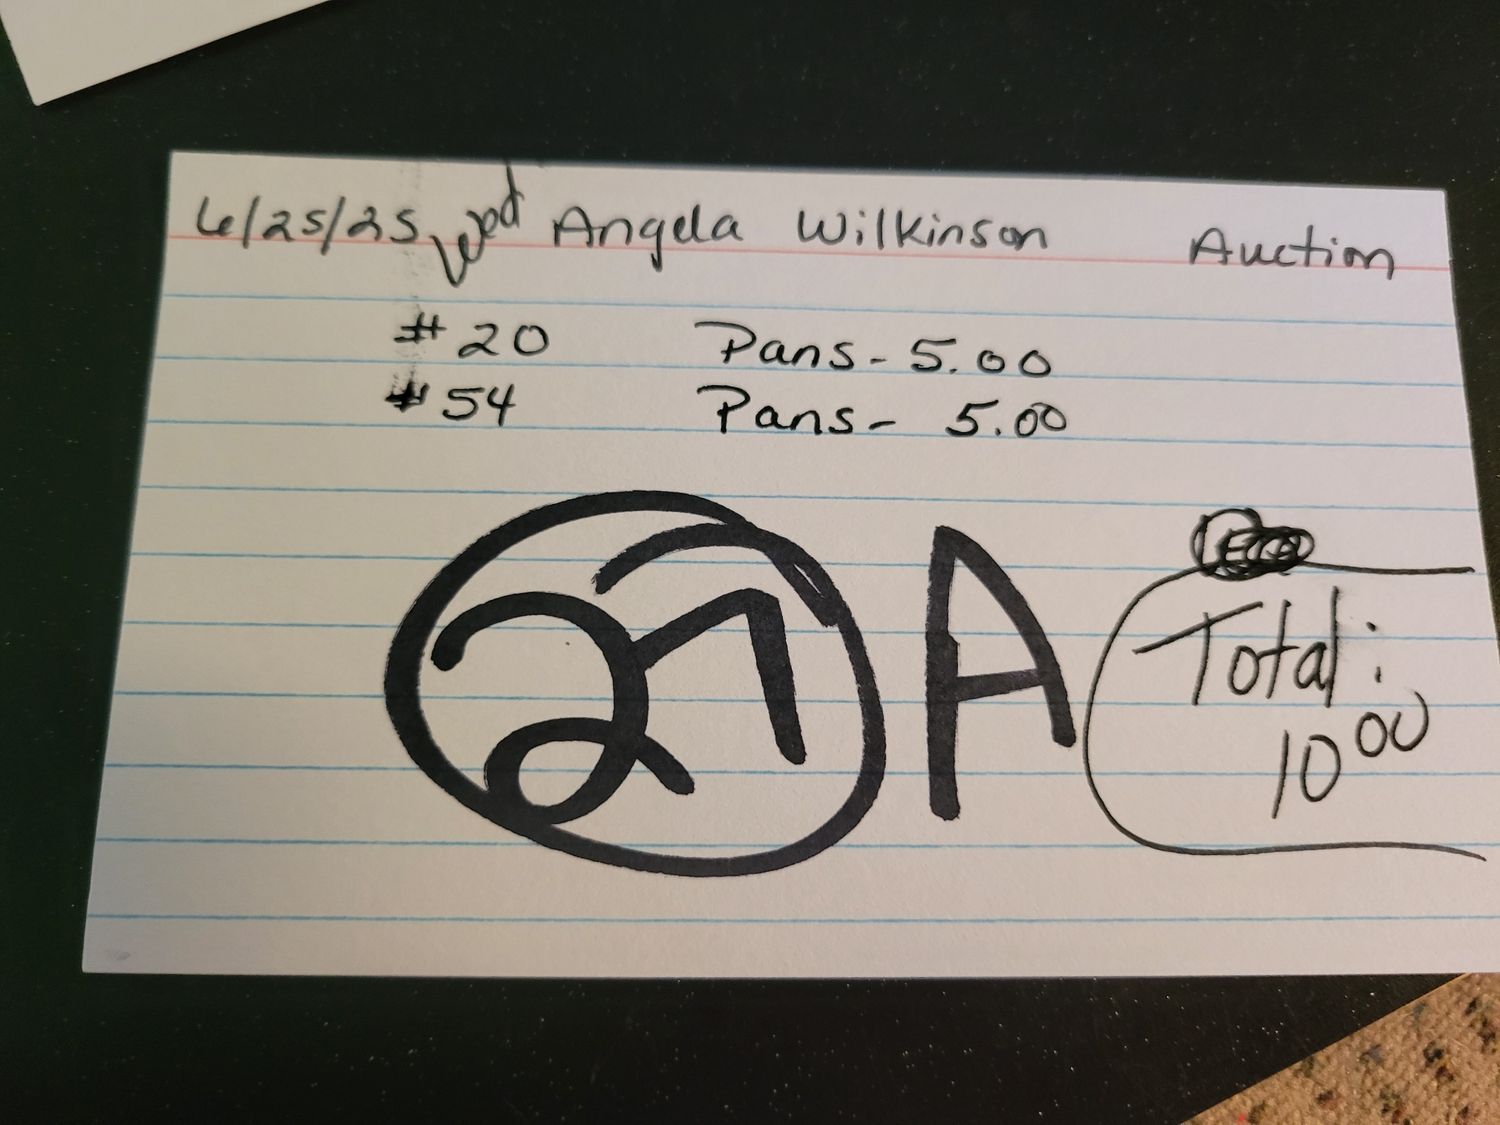 6/25/25 Wed Angela Wilkinson Auction
#20 Pans - 5.00
#54 Pans - 5.00
27 A
Total:
10 00